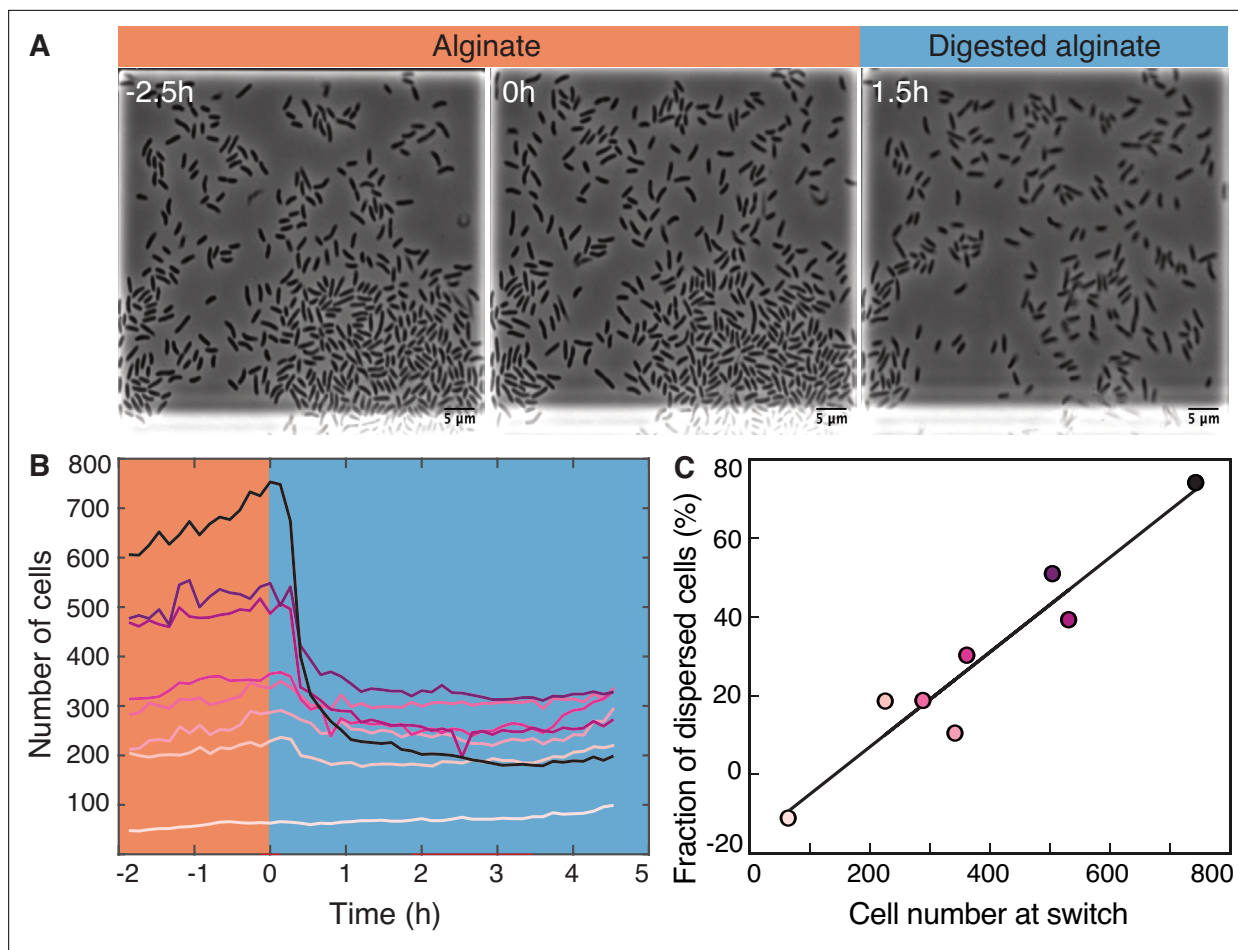 A
Alginate
Digested alginate
-2.5h
0h
1.5h
5 µm
5 µm
5 µm
B
800
700
600
500
400
300
200
100
Number of cells
-2
-1
0
1
2
3
4
5
Time (h)
C
80
60
40
20
0
-20
Fraction of dispersed cells (%)
0
200
400
600
800
Cell number at switch